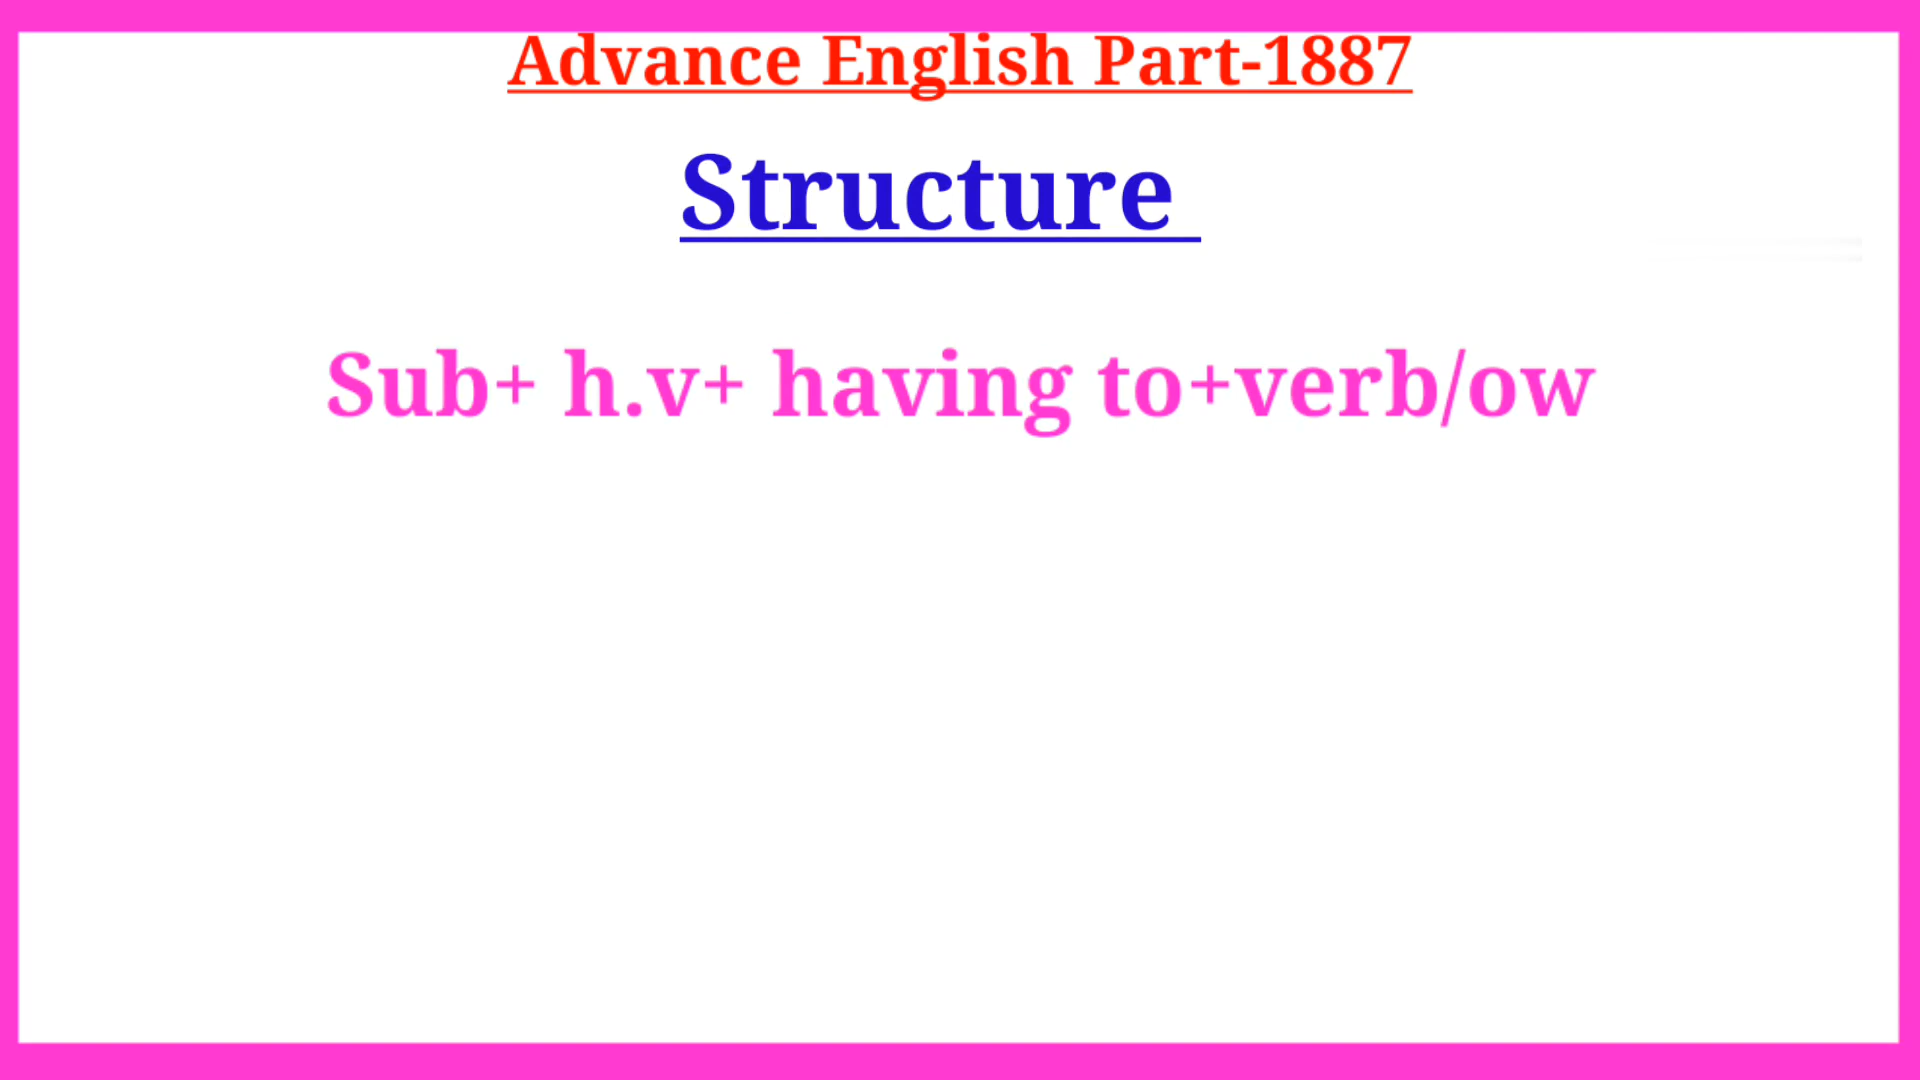 Advance English Part-1887
Structure
Sub+ h.v+ having to+verb/ow